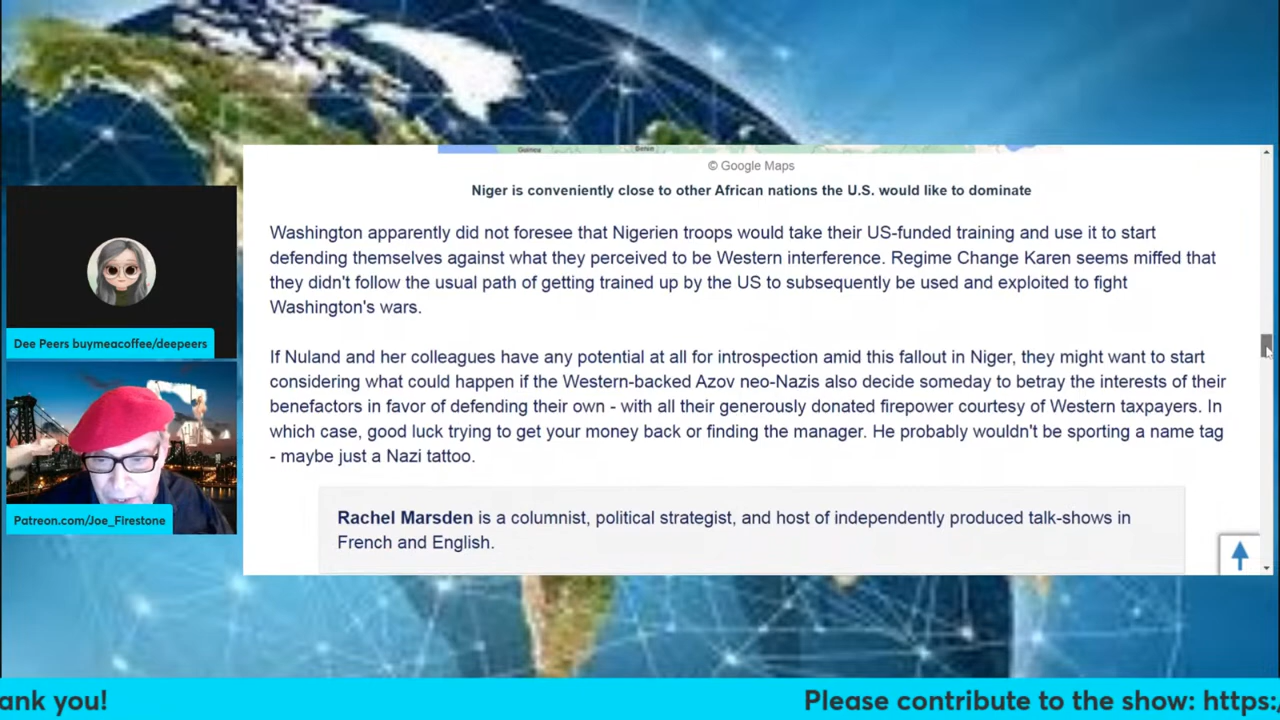 Guinea
Benin
© Google Maps
Niger is conveniently close to other African nations the U.S. would like to dominate
Washington apparently did not foresee that Nigerien troops would take their US-funded training and use it to start
defending themselves against what they perceived to be Western interference. Regime Change Karen seems miffed that
they didn't follow the usual path of getting trained up by the US to subsequently be used and exploited to fight
Washington's wars.
If Nuland and her colleagues have any potential at all for introspection amid this fallout in Niger, they might want to start
considering what could happen if the Western-backed Azov neo-Nazis also decide someday to betray the interests of their
benefactors in favor of defending their own - with all their generously donated firepower courtesy of Western taxpayers. In
which case, good luck trying to get your money back or finding the manager. He probably wouldn't be sporting a name tag
- maybe just a Nazi tattoo.
Rachel Marsden is a columnist, political strategist, and host of independently produced talk-shows in
French and English.
Dee Peers buymeacoffee/deepeers
Patreon.com/Joe_Firestone
ank you!
Please contribute to the show: https:/